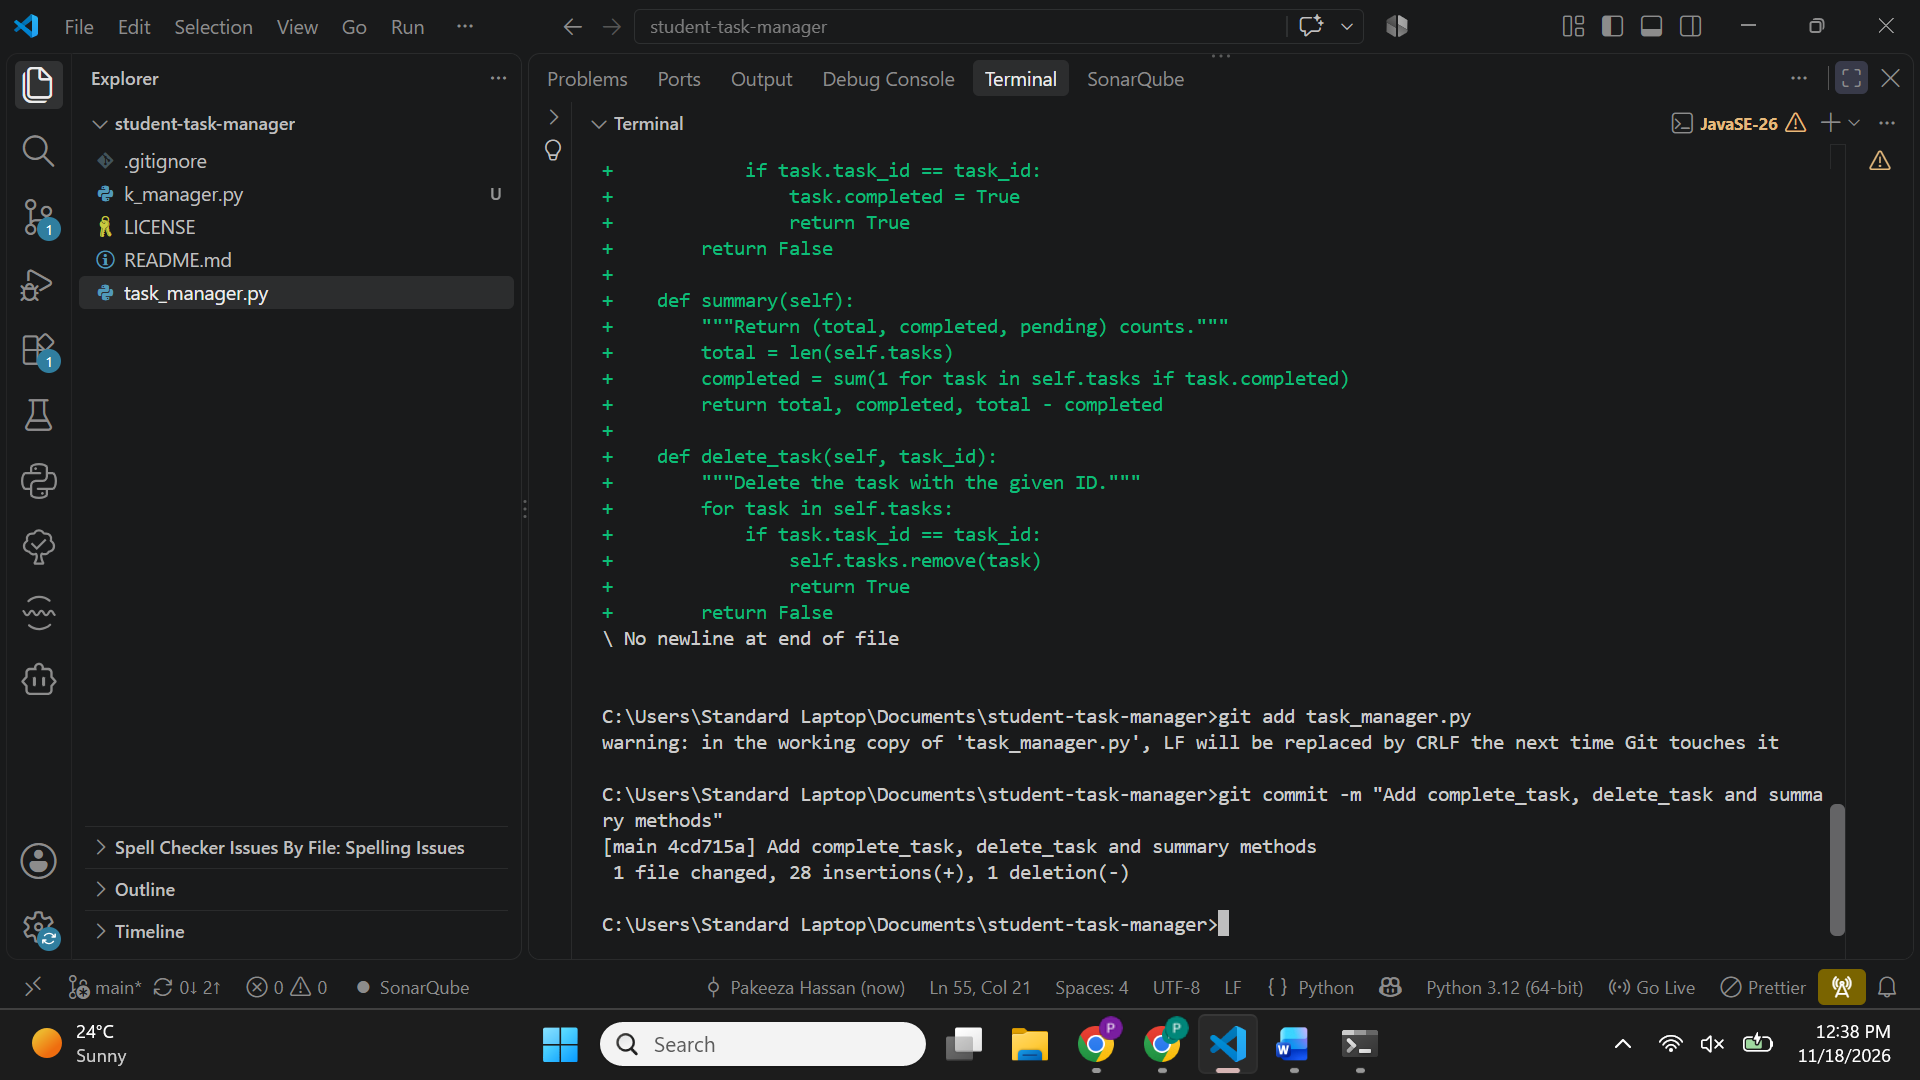 File Edit Selection View Go Run ···
student-task-manager
Explorer
student-task-manager
.gitignore
k_manager.py U
LICENSE
README.md
task_manager.py
1
1
Spell Checker Issues By File: Spelling Issues
Outline
Timeline
Problems Ports Output Debug Console Terminal SonarQube
Terminal
JavaSE-26
+            if task.task_id == task_id:
+                task.completed = True
+                return True
+        return False
+
+    def summary(self):
+        """Return (total, completed, pending) counts."""
+        total = len(self.tasks)
+        completed = sum(1 for task in self.tasks if task.completed)
+        return total, completed, total - completed
+
+    def delete_task(self, task_id):
+        """Delete the task with the given ID."""
+        for task in self.tasks:
+            if task.task_id == task_id:
+                self.tasks.remove(task)
+                return True
+        return False
\ No newline at end of file
C:\Users\Standard Laptop\Documents\student-task-manager>git add task_manager.py
warning: in the working copy of 'task_manager.py', LF will be replaced by CRLF the next time Git touches it
C:\Users\Standard Laptop\Documents\student-task-manager>git commit -m "Add complete_task, delete_task and summa
ry methods"
[main 4cd715a] Add complete_task, delete_task and summary methods
 1 file changed, 28 insertions(+), 1 deletion(-)
C:\Users\Standard Laptop\Documents\student-task-manager>
main* 0↓ 2↑ 0 0 SonarQube Pakeeza Hassan (now) Ln 55, Col 21 Spaces: 4 UTF-8 LF { } Python Python 3.12 (64-bit) Go Live Prettier
24°C
Sunny
Search
P
P
W
12:38 PM
11/18/2026